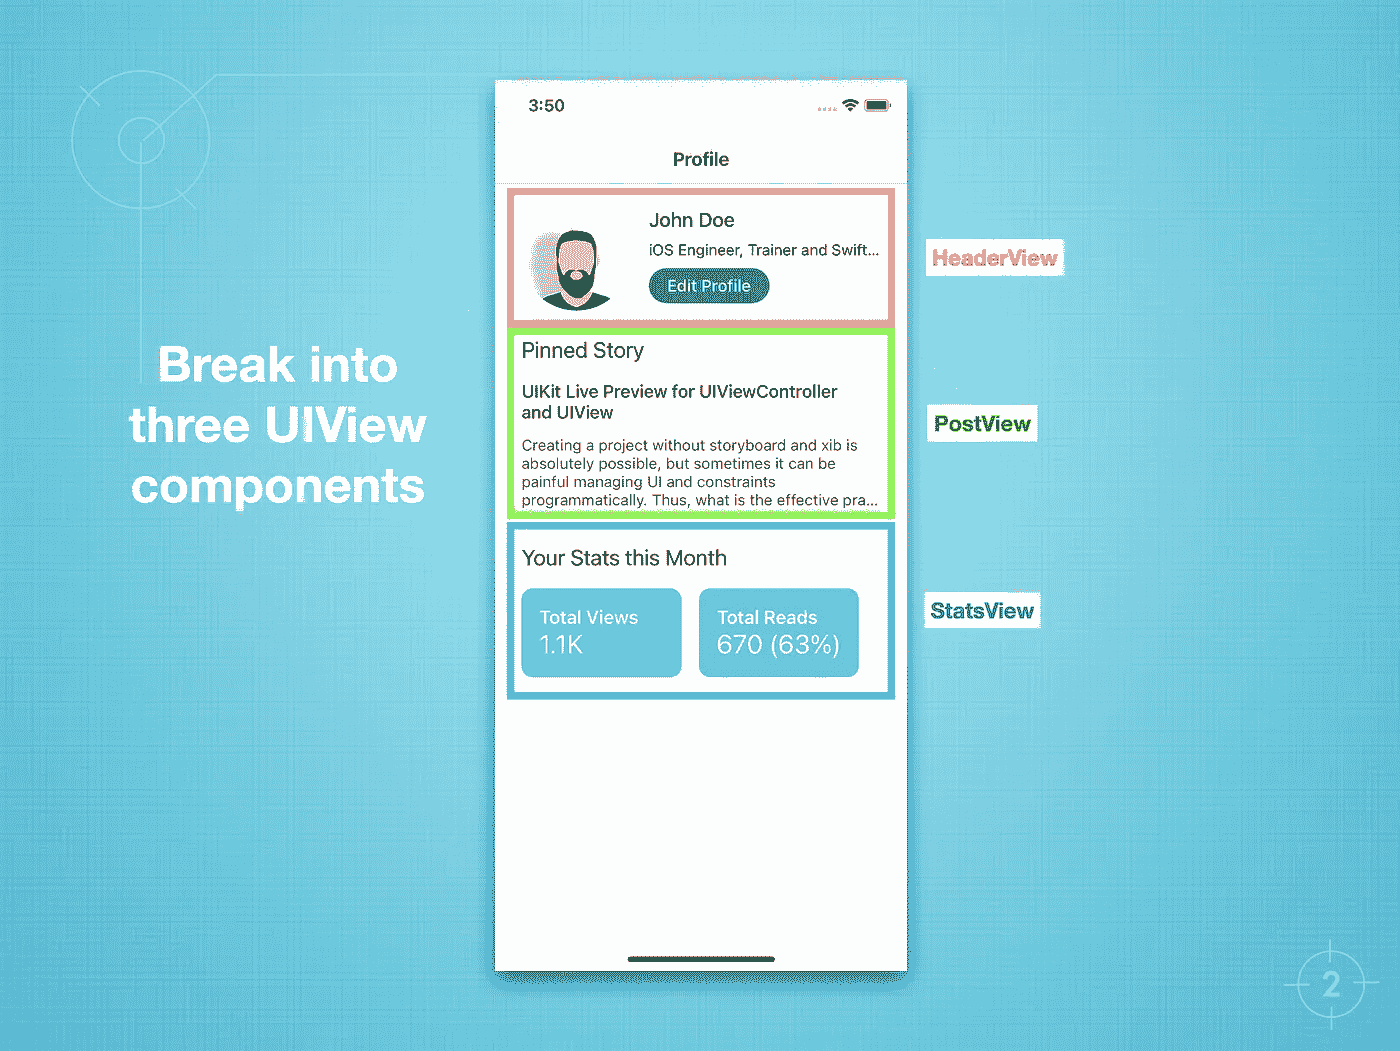 3:50
Profile
John Doe
iOS Engineer, Trainer and Swift...
Edit Profile
HeaderView
Break into
three UIView
components
Pinned Story
UIKit Live Preview for UIViewController
and UIView
Creating a project without storyboard and xib is
absolutely possible, but sometimes it can be
painful managing UI and constraints
programmatically. Thus, what is the effective pra...
PostView
Your Stats this Month
Total Views
1.1K
Total Reads
670 (63%)
StatsView
2